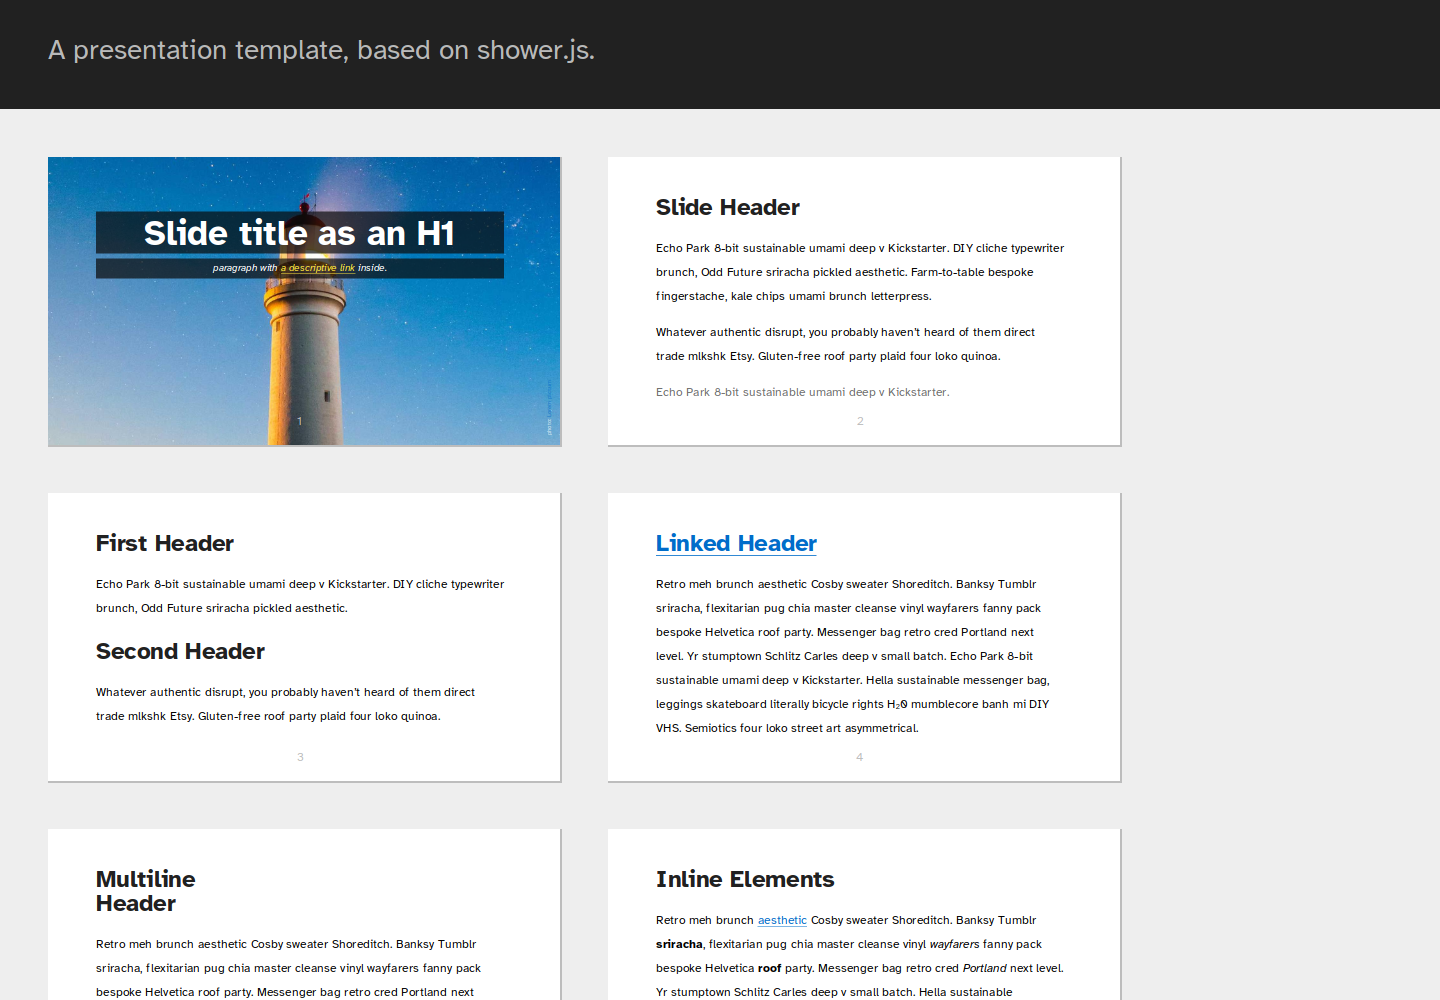 A presentation template, based on shower.js.
Slide title as an H1
paragraph with a descriptive link inside.
1
Slide Header
Echo Park 8-bit sustainable umami deep v Kickstarter. DIY cliche typewriter
brunch, Odd Future sriracha pickled aesthetic. Farm-to-table bespoke
fingerstache, kale chips umami brunch letterpress.
Whatever authentic disrupt, you probably haven't heard of them direct
trade mlkshk Etsy. Gluten-free roof party plaid four loko quinoa.
Echo Park 8-bit sustainable umami deep v Kickstarter.
2
First Header
Echo Park 8-bit sustainable umami deep v Kickstarter. DIY cliche typewriter
brunch, Odd Future sriracha pickled aesthetic.
Second Header
Whatever authentic disrupt, you probably haven't heard of them direct
trade mlkshk Etsy. Gluten-free roof party plaid four loko quinoa.
3
Linked Header
Retro meh brunch aesthetic Cosby sweater Shoreditch. Banksy Tumblr
sriracha, flexitarian pug chia master cleanse vinyl wayfarers fanny pack
bespoke Helvetica roof party. Messenger bag retro cred Portland next
level. Yr stumptown Schlitz Carles deep v small batch. Echo Park 8-bit
sustainable umami deep v Kickstarter. Hella sustainable messenger bag,
leggings skateboard literally bicycle rights H₂0 mumblecore banh mi DIY
VHS. Semiotics four loko street art asymmetrical.
4
Multiline
Header
Retro meh brunch aesthetic Cosby sweater Shoreditch. Banksy Tumblr
sriracha, flexitarian pug chia master cleanse vinyl wayfarers fanny pack
bespoke Helvetica roof party. Messenger bag retro cred Portland next
Inline Elements
Retro meh brunch aesthetic Cosby sweater Shoreditch. Banksy Tumblr
sriracha, flexitarian pug chia master cleanse vinyl wayfarers fanny pack
bespoke Helvetica roof party. Messenger bag retro cred Portland next level.
Yr stumptown Schlitz Carles deep v small batch. Hella sustainable